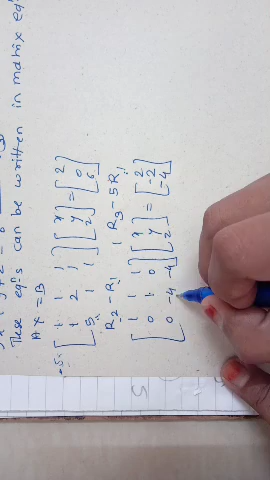 These eqs can be written in matrix eq
AX = B
[1 1 1] [x] [2]
[1 2 1] [y] = [0]
[5 1 1] [z] [6]
R2 - R1, R3 - 5R1
[1 1 1] [x] [2]
[0 1 0] [y] = [-2]
[0 -4 -4] [z] [-4]